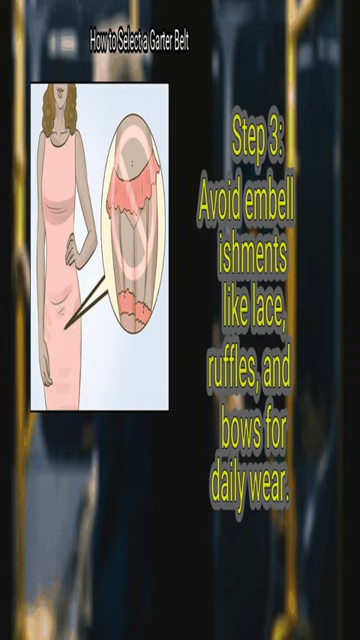 How to Select a Garter Belt
Step 3:
Avoid embell
ishments
like lace,
ruffles, and
bows for
daily wear.